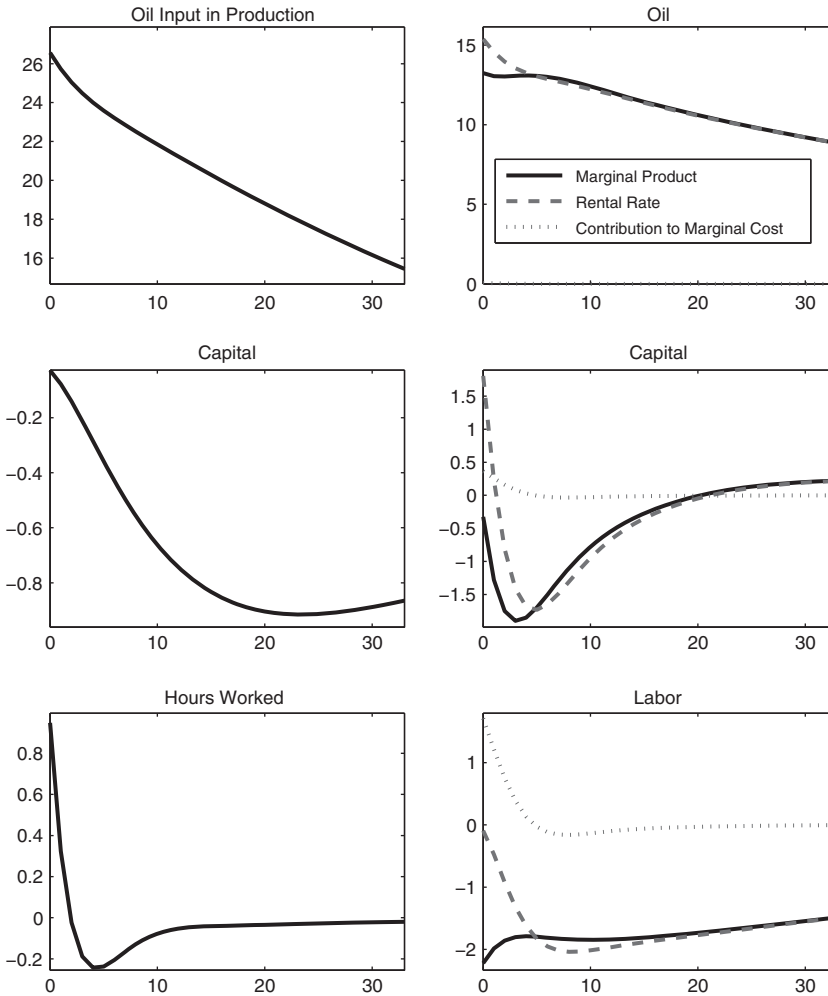 Oil Input in Production
26
24
22
20
18
16
0 10 20 30
Oil
15
10
5
0
Marginal Product
Rental Rate
Contribution to Marginal Cost
0 10 20 30
Capital
−0.2
−0.4
−0.6
−0.8
0 10 20 30
Capital
1.5
1
0.5
0
−0.5
−1
−1.5
0 10 20 30
Hours Worked
0.8
0.6
0.4
0.2
0
−0.2
0 10 20 30
Labor
1
0
−1
−2
0 10 20 30